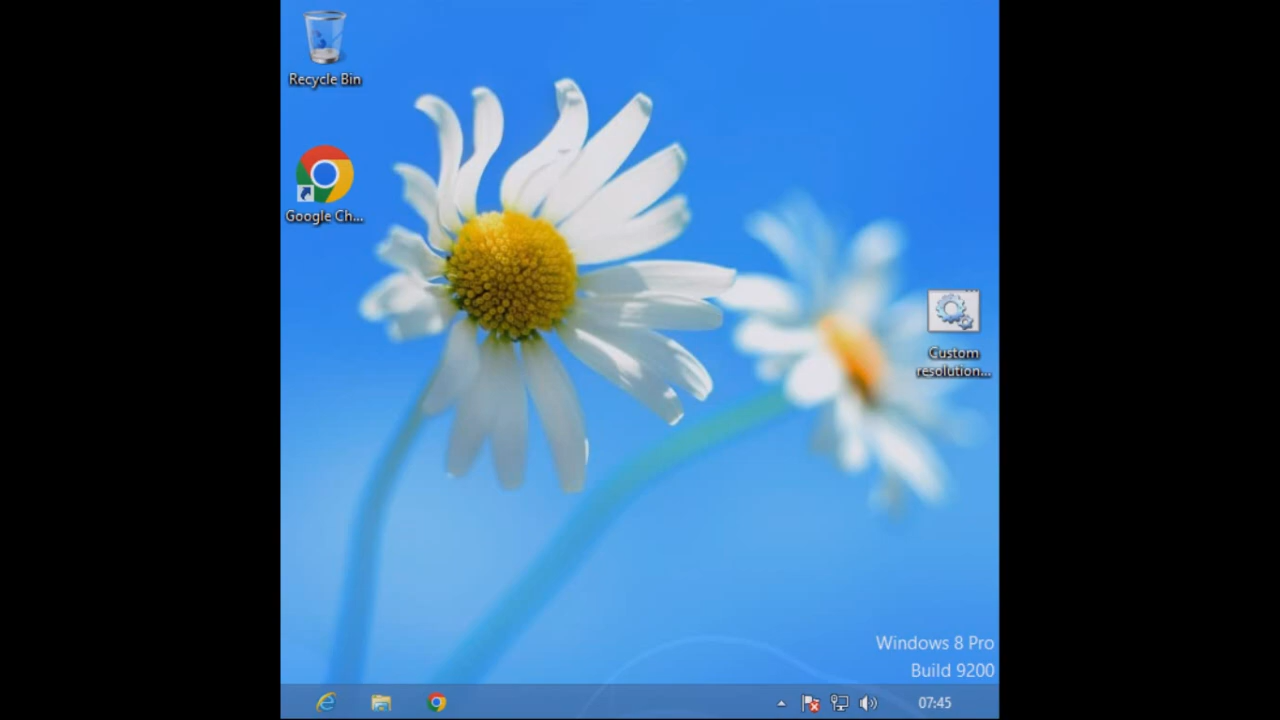 Recycle Bin
Google Ch...
Custom
resolution...
Windows 8 Pro
Build 9200
07:45